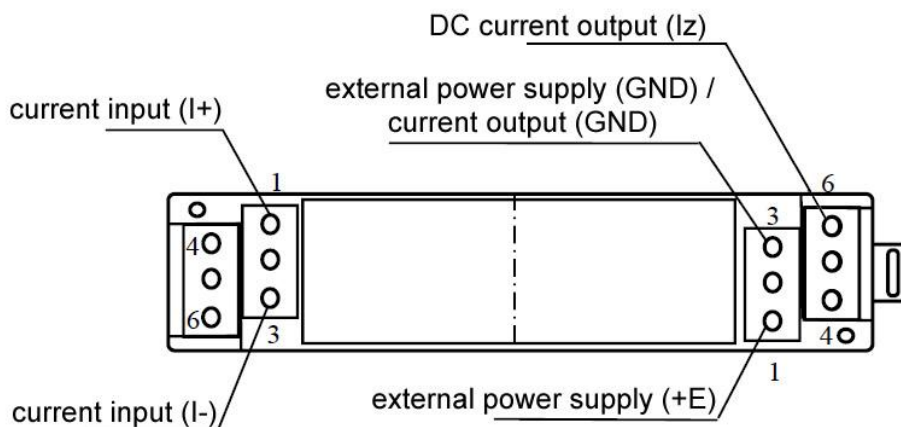 DC current output (Iz)
external power supply (GND) /
current output (GND)
current input (I+)
1
6
3
4
6
3
4
1
external power supply (+E)
current input (I-)